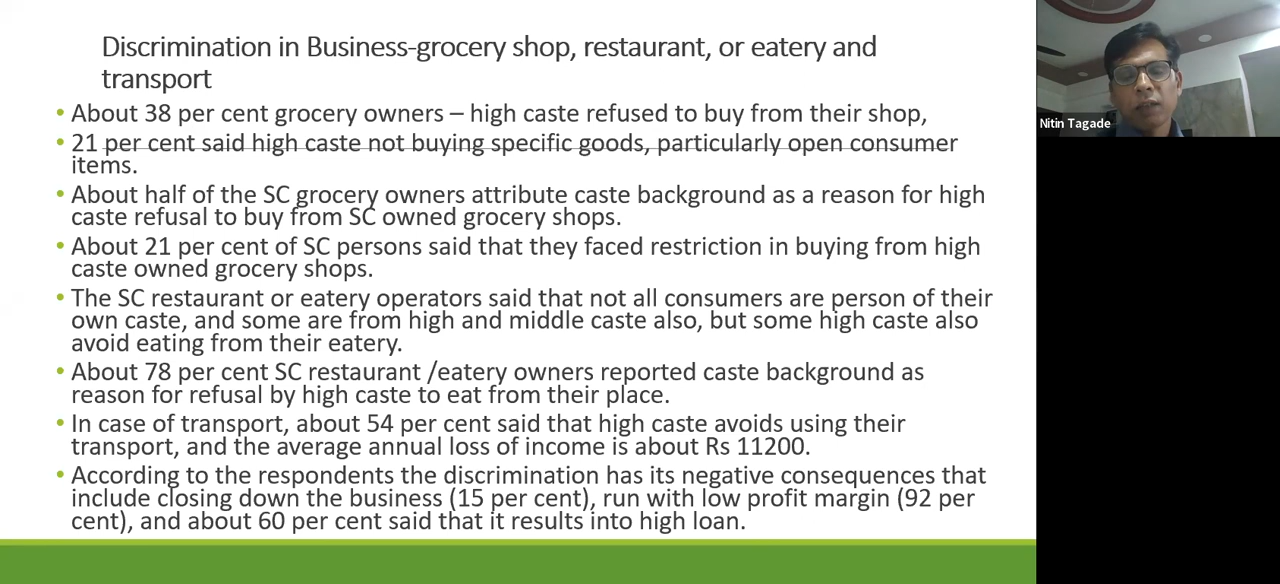 Discrimination in Business-grocery shop, restaurant, or eatery and
transport
• About 38 per cent grocery owners – high caste refused to buy from their shop,
• 21 per cent said high caste not buying specific goods, particularly open consumer
items.
• About half of the SC grocery owners attribute caste background as a reason for high
caste refusal to buy from SC owned grocery shops.
• About 21 per cent of SC persons said that they faced restriction in buying from high
caste owned grocery shops.
• The SC restaurant or eatery operators said that not all consumers are person of their
own caste, and some are from high and middle caste also, but some high caste also
avoid eating from their eatery.
• About 78 per cent SC restaurant /eatery owners reported caste background as
reason for refusal by high caste to eat from their place.
• In case of transport, about 54 per cent said that high caste avoids using their
transport, and the average annual loss of income is about Rs 11200.
• According to the respondents the discrimination has its negative consequences that
include closing down the business (15 per cent), run with low profit margin (92 per
cent), and about 60 per cent said that it results into high loan.
Nitin Tagade